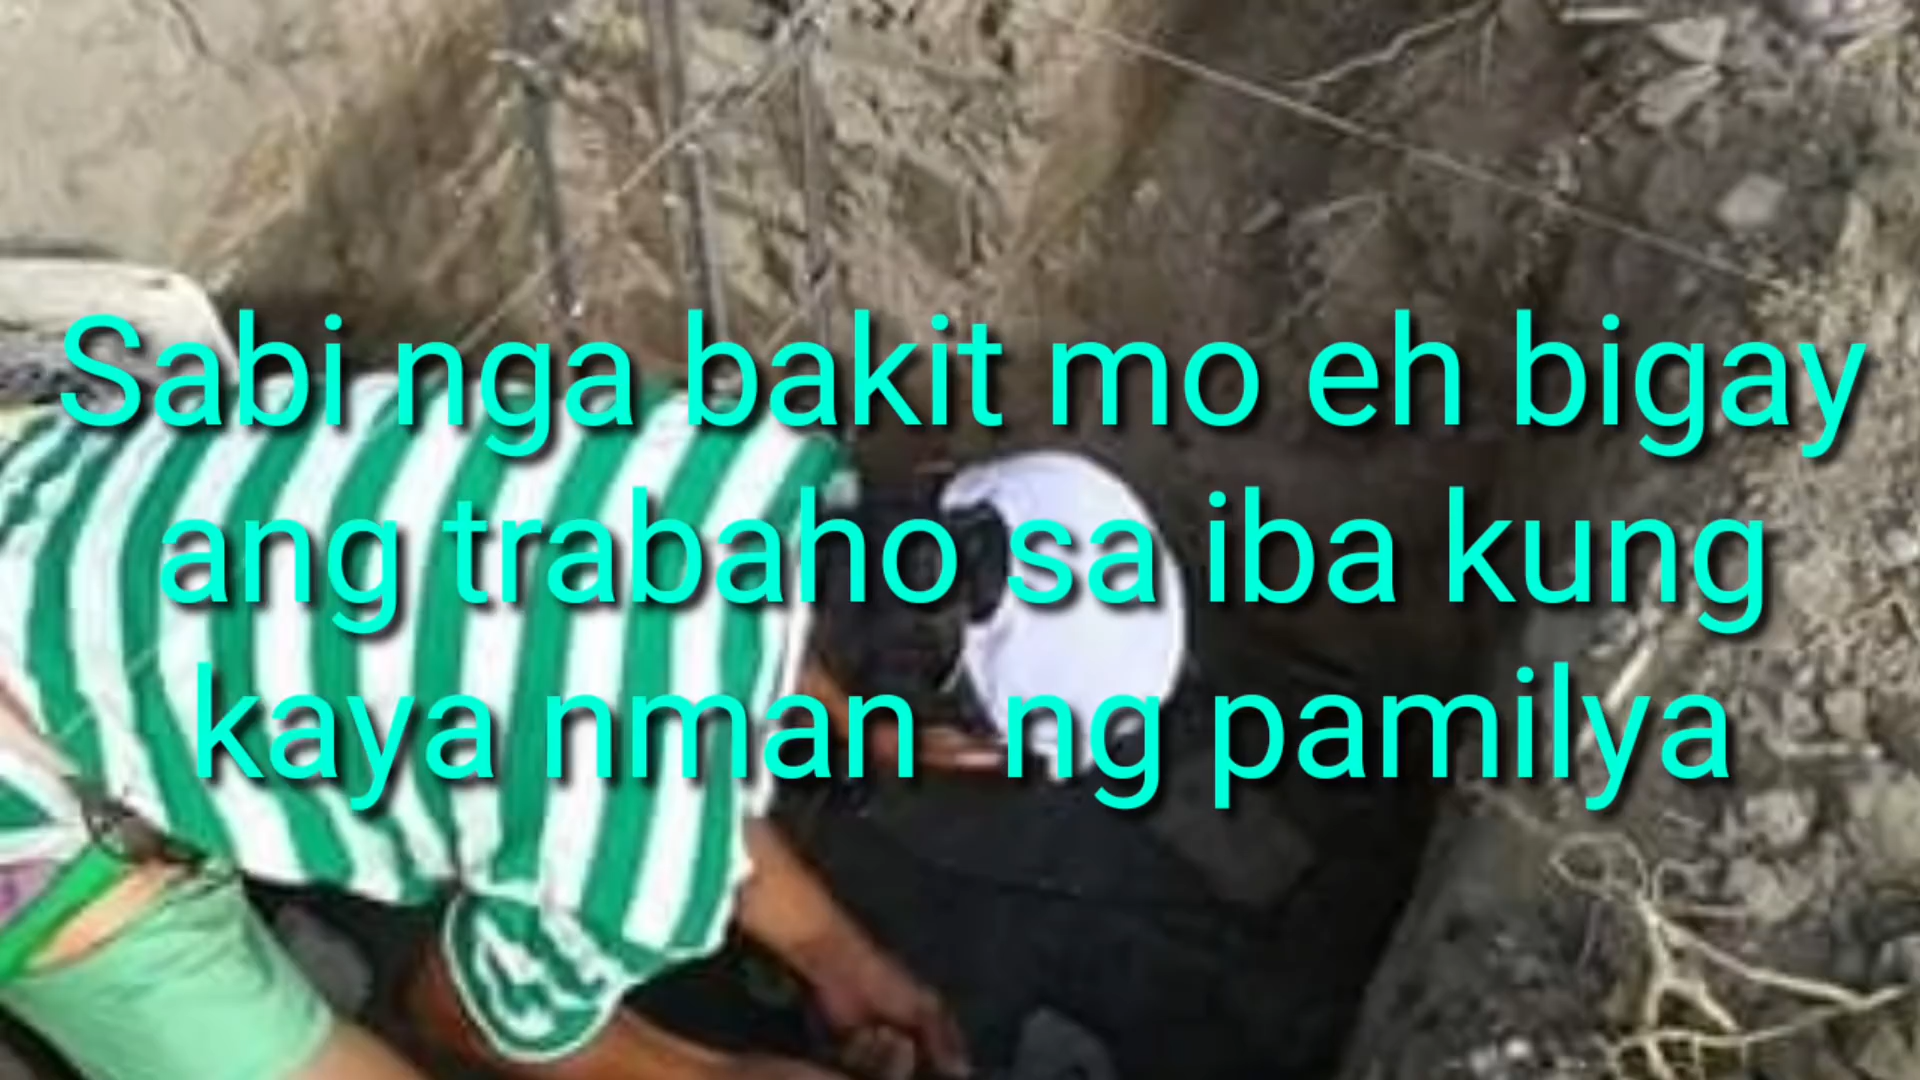 Sabi nga bakit mo eh bigay
ang trabaho sa iba kung
kaya nman ng pamilya